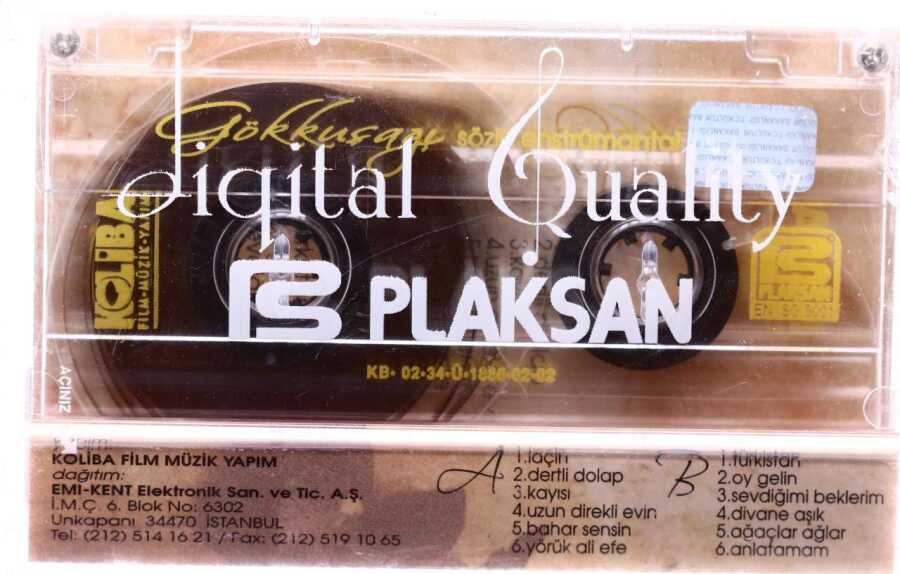 Gökkuşağı sözlü enstrümantal
digital Quality
PLAKSAN
KOLİBA
FİLM·MÜZİK·YAPIM
PLAKSAN
KB· 02·34·Ü·1886·02·02
AÇINIZ
KOLİBA FİLM MÜZİK YAPIM
dağıtım:
EMI-KENT Elektronik San. ve Tic. A.Ş.
İ.M.Ç. 6. Blok No: 6302
Unkapanı 34470 İSTANBUL
Tel: (212) 514 16 21 / Fax: (212) 519 10 65
A
1.laçin
2.dertli dolap
3.kayısı
4.uzun direkli evin
5.bahar sensin
6.yörük ali efe
B
1.türkistan
2.oy gelin
3.sevdiğimi beklerim
4.divane aşık
5.ağaçlar ağlar
6.anlatamam